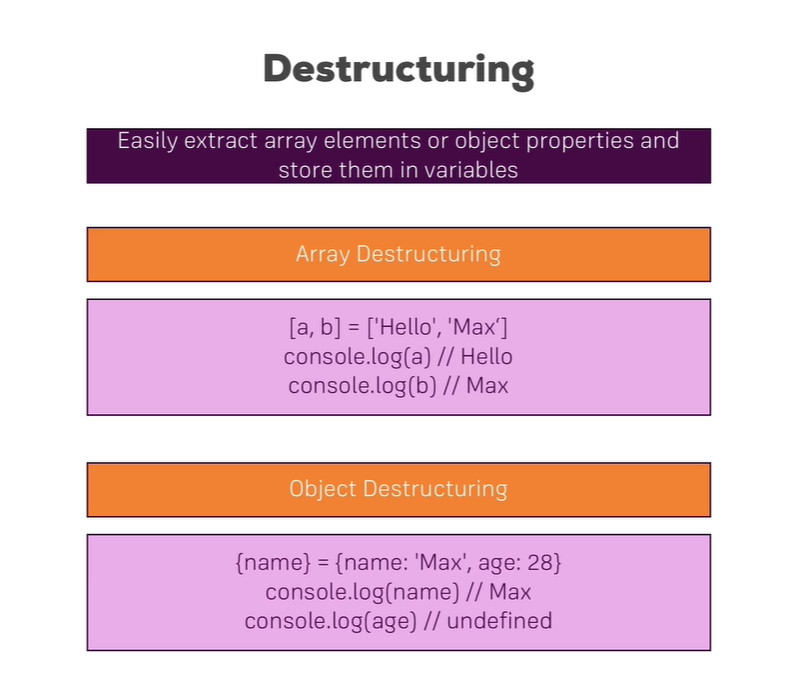 Destructuring
Easily extract array elements or object properties and
store them in variables
Array Destructuring
[a, b] = ['Hello', 'Max‘]
console.log(a) // Hello
console.log(b) // Max
Object Destructuring
{name} = {name: 'Max', age: 28}
console.log(name) // Max
console.log(age) // undefined